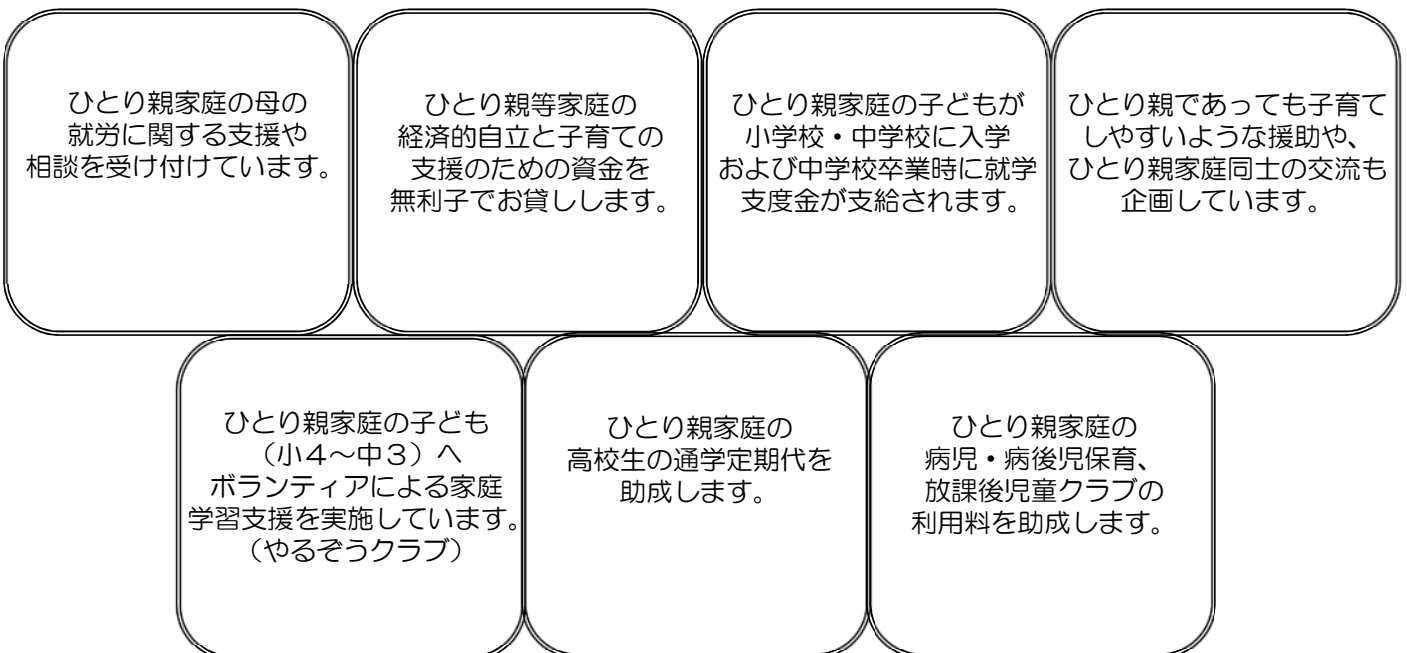 ひとり親家庭の母の
就労に関する支援や
相談を受け付けています。
ひとり親等家庭の
経済的自立と子育ての
支援のための資金を
無利子でお貸しします。
ひとり親家庭の子どもが
小学校・中学校に入学
および中学校卒業時に就学
支度金が支給されます。
ひとり親であっても子育て
しやすいような援助や、
ひとり親家庭同士の交流も
企画しています。
ひとり親家庭の子ども
（小４～中３）へ
ボランティアによる家庭
学習支援を実施しています。
（やるぞうクラブ）
ひとり親家庭の
高校生の通学定期代を
助成します。
ひとり親家庭の
病児・病後児保育、
放課後児童クラブの
利用料を助成します。